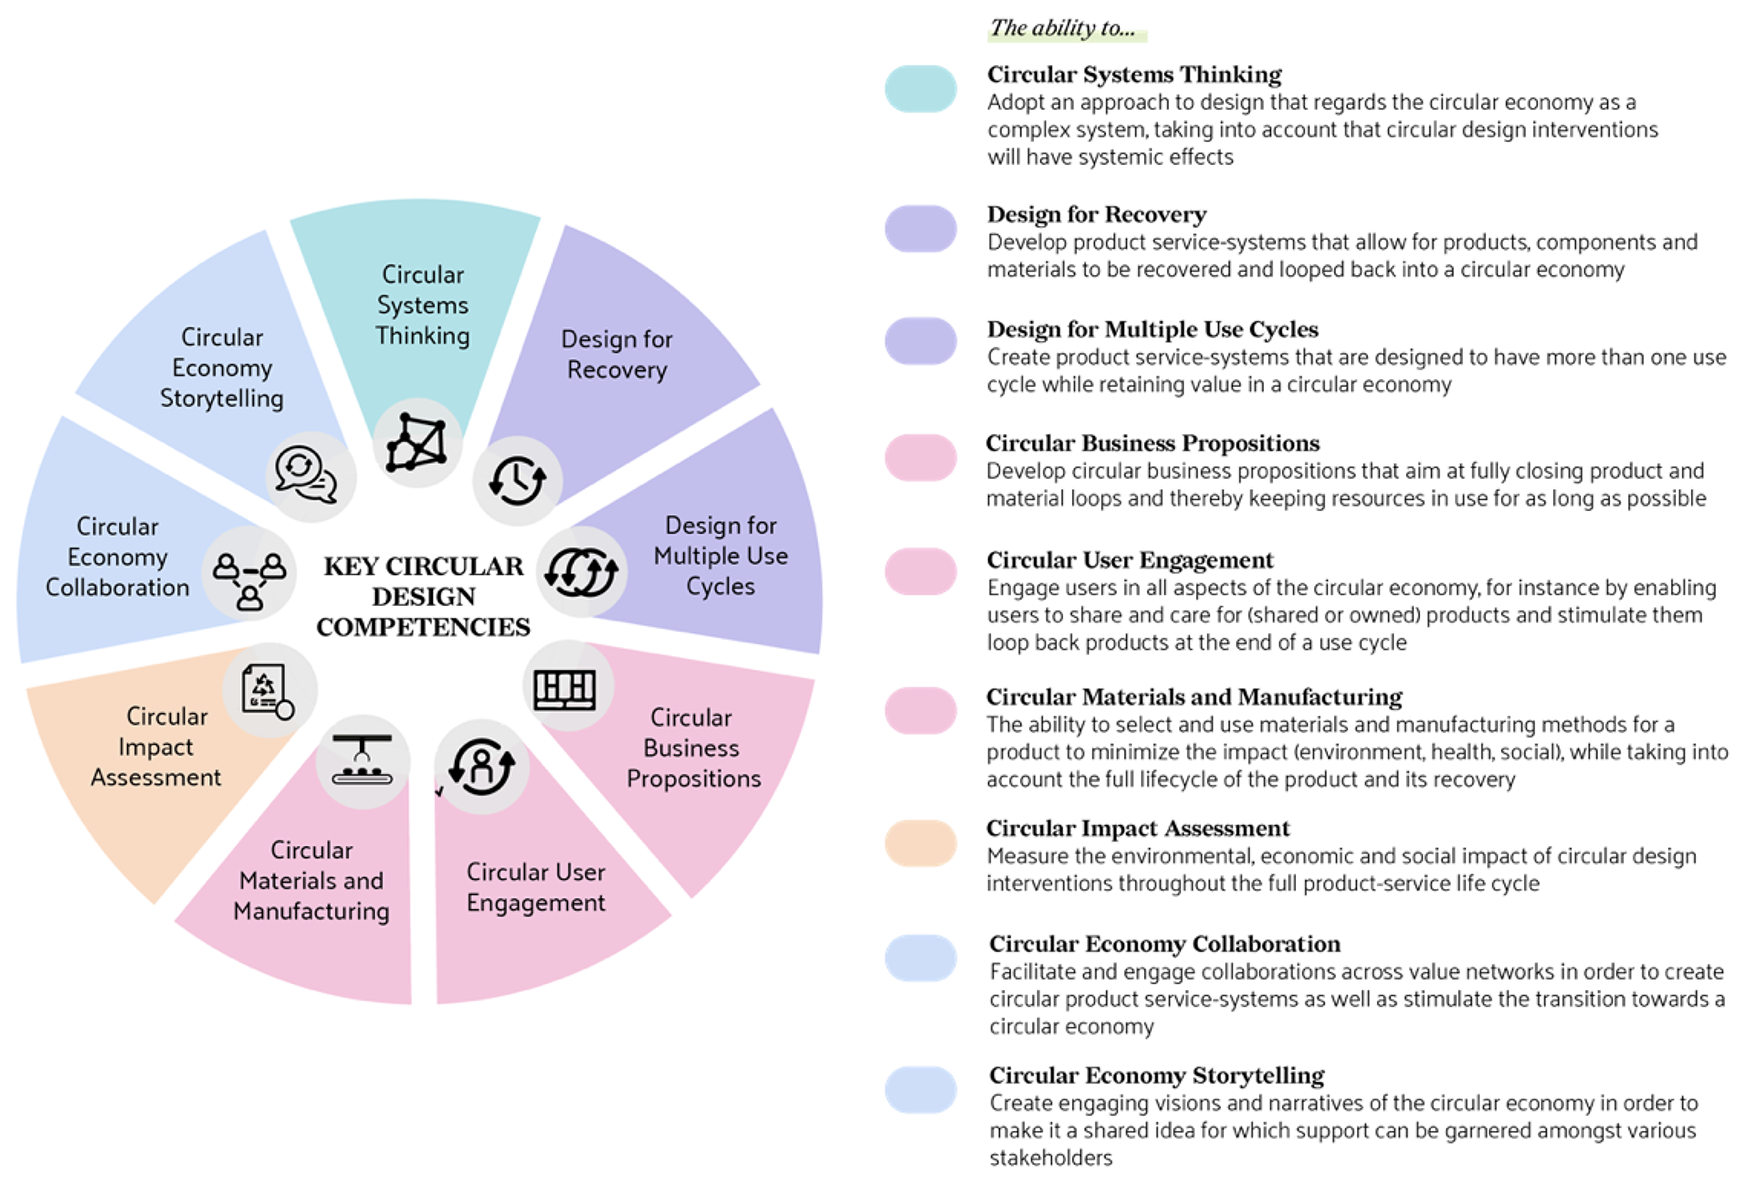 Circular
Systems
Thinking
Design for
Recovery
Design for
Multiple Use
Cycles
Circular
Business
Propositions
Circular User
Engagement
Circular
Materials and
Manufacturing
Circular
Impact
Assessment
Circular
Economy
Collaboration
Circular
Economy
Storytelling
KEY CIRCULAR
DESIGN
COMPETENCIES
The ability to...
Circular Systems Thinking
Adopt an approach to design that regards the circular economy as a
complex system, taking into account that circular design interventions
will have systemic effects
Design for Recovery
Develop product service-systems that allow for products, components and
materials to be recovered and looped back into a circular economy
Design for Multiple Use Cycles
Create product service-systems that are designed to have more than one use
cycle while retaining value in a circular economy
Circular Business Propositions
Develop circular business propositions that aim at fully closing product and
material loops and thereby keeping resources in use for as long as possible
Circular User Engagement
Engage users in all aspects of the circular economy, for instance by enabling
users to share and care for (shared or owned) products and stimulate them
loop back products at the end of a use cycle
Circular Materials and Manufacturing
The ability to select and use materials and manufacturing methods for a
product to minimize the impact (environment, health, social), while taking into
account the full lifecycle of the product and its recovery
Circular Impact Assessment
Measure the environmental, economic and social impact of circular design
interventions throughout the full product-service life cycle
Circular Economy Collaboration
Facilitate and engage collaborations across value networks in order to create
circular product service-systems as well as stimulate the transition towards a
circular economy
Circular Economy Storytelling
Create engaging visions and narratives of the circular economy in order to
make it a shared idea for which support can be garnered amongst various
stakeholders